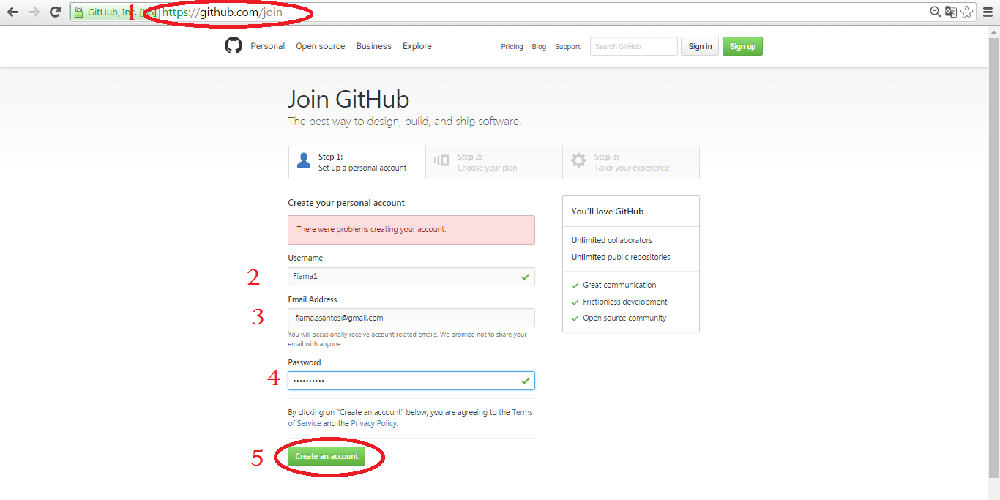 GitHub, Inc. [US] https://github.com/join
1
Personal Open source Business Explore Pricing Blog Support Search GitHub Sign in Sign up
Join GitHub
The best way to design, build, and ship software.
Step 1:
Set up a personal account
Step 2:
Choose your plan
Step 3:
Tailor your experience
Create your personal account
There were problems creating your account.
Username
2
Fiama1
Email Address
3
fiama.ssantos@gmail.com
You will occasionally receive account related emails. We promise not to share your
email with anyone.
Password
4
••••••••••
By clicking on "Create an account" below, you are agreeing to the Terms
of Service and the Privacy Policy.
5
Create an account
You'll love GitHub
Unlimited collaborators
Unlimited public repositories
Great communication
Frictionless development
Open source community